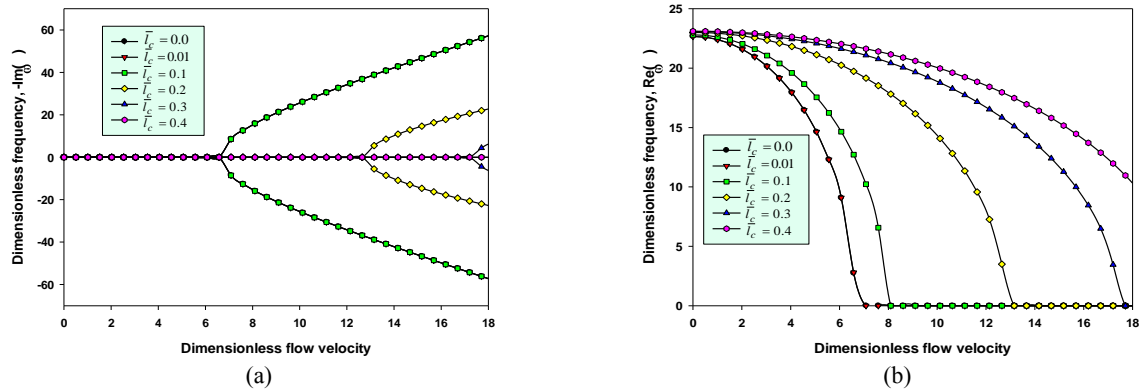 60
40
20
0
-20
-40
-60
Dimensionless frequency, -Im(ω̄)
l̄c = 0.0
l̄c = 0.01
l̄c = 0.1
l̄c = 0.2
l̄c = 0.3
l̄c = 0.4
0 2 4 6 8 10 12 14 16 18
Dimensionless flow velocity
(a)
25
20
15
10
5
0
Dimensionless frequency, Re(ω̄)
l̄c = 0.0
l̄c = 0.01
l̄c = 0.1
l̄c = 0.2
l̄c = 0.3
l̄c = 0.4
0 2 4 6 8 10 12 14 16 18
Dimensionless flow velocity
(b)